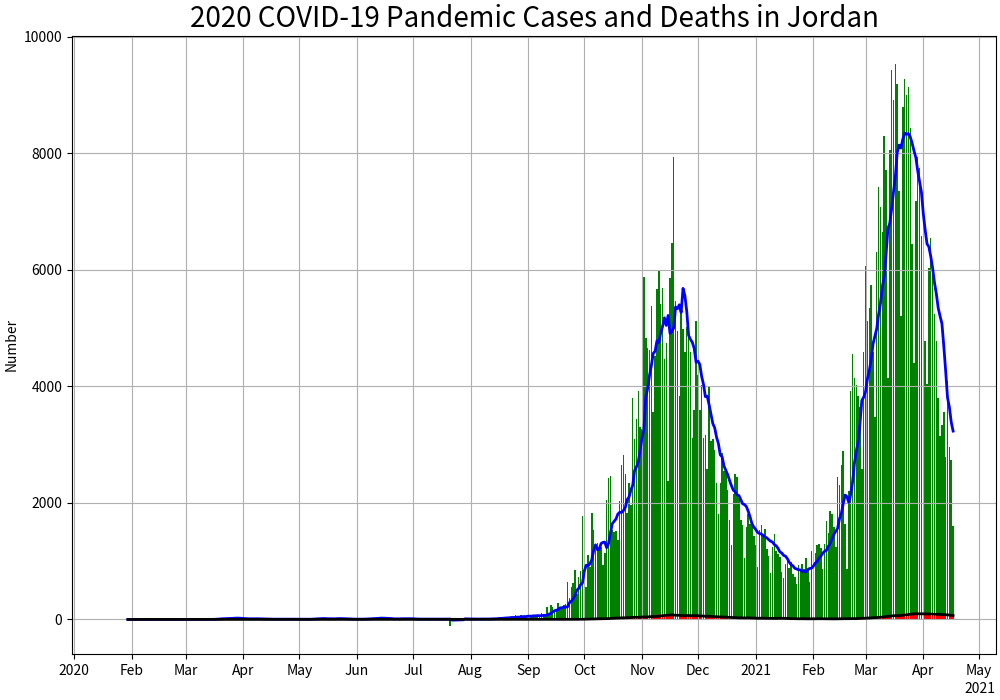 2020 COVID-19 Pandemic Cases and Deaths in Jordan
10000
8000
6000
4000
2000
0
Number
2020 Feb Mar Apr May Jun Jul Aug Sep Oct Nov Dec 2021 Feb Mar Apr May
2021